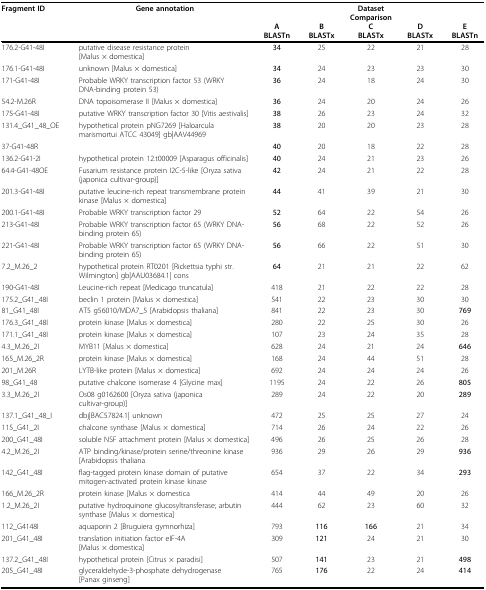 Fragment ID Gene annotation Dataset
Comparison
A B C D E
BLASTn BLASTx BLASTx BLASTx BLASTn
176.2-G41-48I putative disease resistance protein 34 25 22 21 28
[Malus × domestica]
176.1-G41-48I unknown [Malus × domestica] 34 24 23 23 30
171-G41-48I Probable WRKY transcription factor 53 (WRKY 36 24 18 24 30
DNA-binding protein 53)
54.2-M.26R DNA topoisomerase II [Malus × domestica] 36 24 20 24 26
175-G41-48I putative WRKY transcription factor 30 [Vitis aestivalis] 38 26 23 24 32
131.4_G41_48_OE hypothetical protein pNG7269 [Haloarcula 38 20 20 23 28
marismortui ATCC 43049] gb|AAV44969
37-G41-48R 40 20 18 22 28
136.2-G41-2I hypothetical protein 12.t00009 [Asparagus officinalis] 40 24 21 23 26
64.4-G41-48OE Fusarium resistance protein I2C-5-like [Oryza sativa 42 24 21 22 28
(japonica cultivar-group)]
201.3-G41-48I putative leucine-rich repeat transmembrane protein 44 41 39 21 30
kinase [Malus × domestica]
200.1-G41-48I Probable WRKY transcription factor 29 52 64 22 54 26
213-G41-48I Probable WRKY transcription factor 65 (WRKY DNA- 56 68 22 52 26
binding protein 65)
221-G41-48I Probable WRKY transcription factor 65 (WRKY DNA- 56 66 22 51 30
binding protein 65)
7.2_M.26_2 hypothetical protein RT0201 [Rickettsia typhi str. 64 21 21 22 62
Wilmington] gb|AAU03684.1| cons
190-G41-48I Leucine-rich repeat [Medicago truncatula] 418 21 22 22 28
175.2_G41_48I beclin 1 protein [Malus × domestica] 541 22 23 30 30
81_G41_48I AT5 g56010/MDA7_5 [Arabidopsis thaliana] 841 22 23 30 769
176.3_G41_48I protein kinase [Malus × domestica] 280 22 25 30 26
171.1_G41_48I protein kinase [Malus × domestica] 107 23 24 35 28
4.3_M.26_2I MYB11 [Malus × domestica] 628 24 21 24 646
165_M.26_2R protein kinase [Malus × domestica] 168 24 44 51 28
201_M.26R LYTB-like protein [Malus × domestica] 692 24 24 24 26
98_G41_48 putative chalcone isomerase 4 [Glycine max] 1195 24 22 26 805
3.3_M.26_2I Os08 g0162600 [Oryza sativa (japonica 289 24 22 20 289
cultivar-group)]
137.1_G41_48_I dbj|BAC57824.1| unknown 472 25 25 27 24
115_G41_2I chalcone synthase [Malus × domestica] 714 26 24 22 26
200_G41_48I soluble NSF attachment protein [Malus × domestica] 496 26 25 26 28
4.2_M.26_2I ATP binding/kinase/protein serine/threonine kinase 936 29 26 29 936
[Arabidopsis thaliana
142_G41_48I flag-tagged protein kinase domain of putative 654 37 22 34 293
mitogen-activated protein kinase kinase
166_M.26_2R protein kinase [Malus × domestica 414 44 49 20 26
1.2_M.26_2I putative hydroquinone glucosyltransferase; arbutin 444 62 23 60 32
synthase [Malus × domestica]
112_G4148I aquaporin 2 [Bruguiera gymnorhiza] 793 116 166 21 34
201_G41_48I translation initiation factor eIF-4A 309 121 24 21 30
[Malus × domestica]
137.2_G41_48I hypothetical protein [Citrus × paradisi] 507 141 23 21 498
205_G41_48I glyceraldehyde-3-phosphate dehydrogenase 765 176 22 24 414
[Panax ginseng]